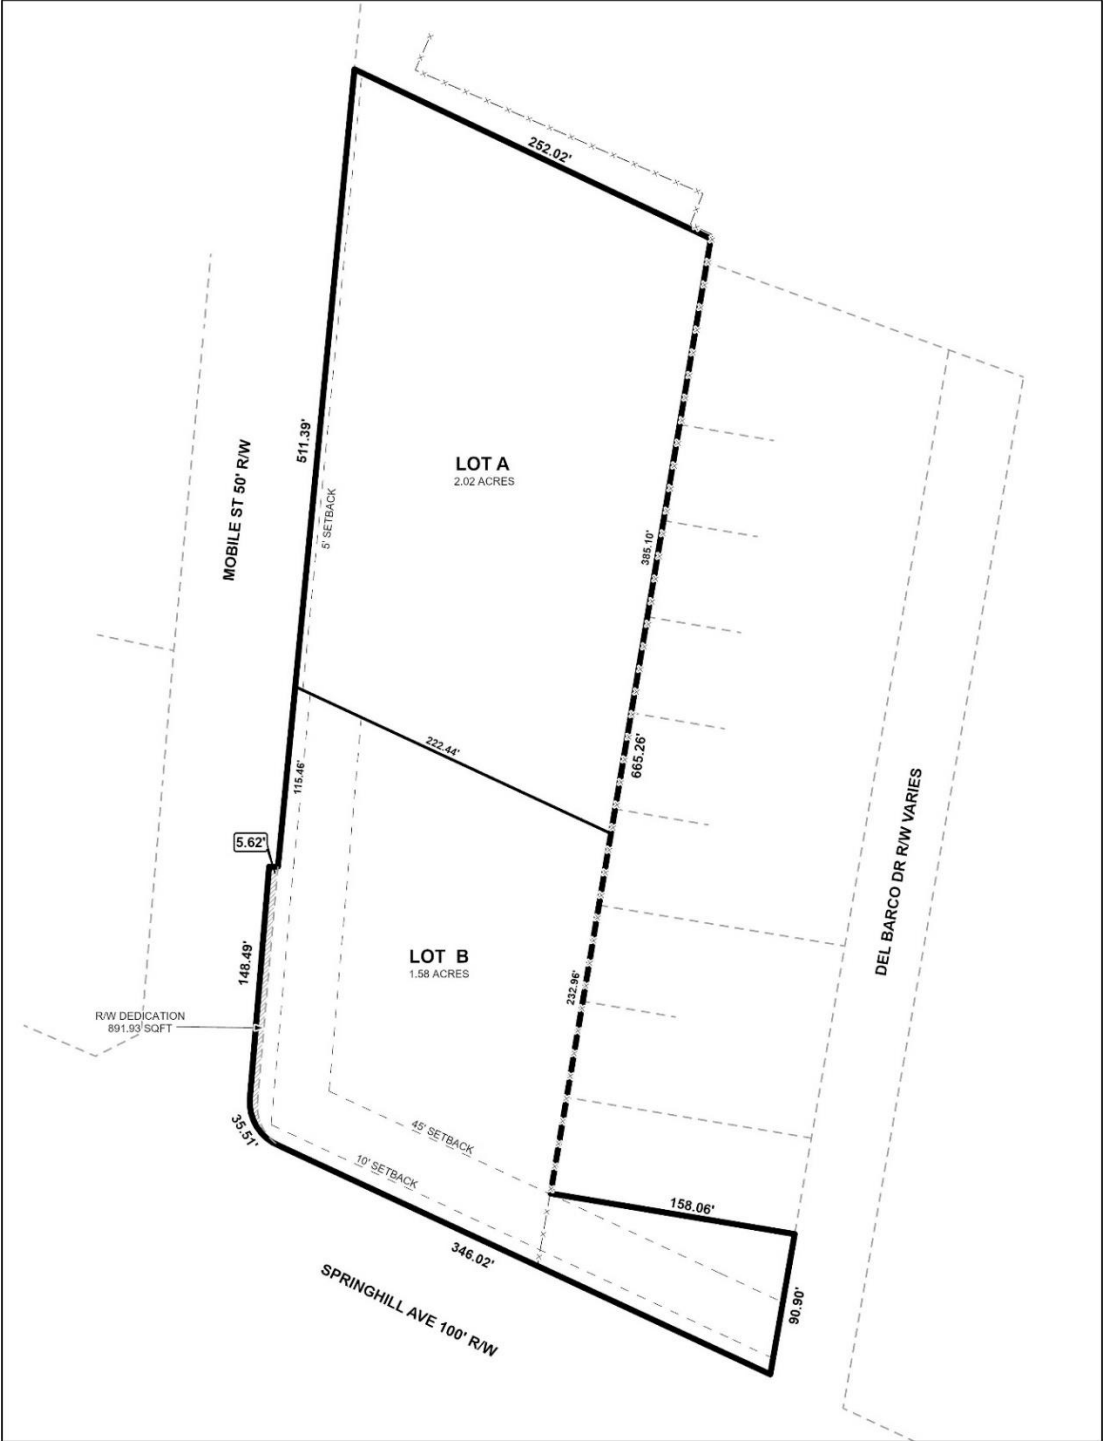 252.02'
511.39'
MOBILE ST 50' R/W
5' SETBACK
LOT A
2.02 ACRES
385.10'
222.44'
665.26'
115.46'
5.62'
DEL BARCO DR R/W VARIES
148.49'
LOT B
1.58 ACRES
232.96'
R/W DEDICATION
891.93 SQFT
35.51'
45' SETBACK
10' SETBACK
158.06'
346.02'
90.90'
SPRINGHILL AVE 100' R/W